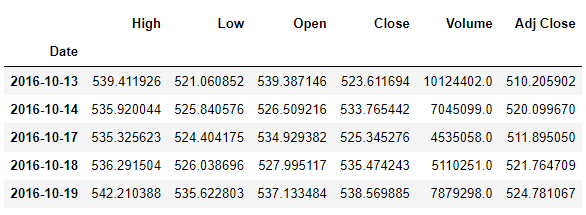 High Low Open Close Volume Adj Close
Date
2016-10-13 539.411926 521.060852 539.387146 523.611694 10124402.0 510.205902
2016-10-14 535.920044 525.840576 526.509216 533.765442 7045099.0 520.099670
2016-10-17 535.325623 524.404175 534.929382 525.345276 4535058.0 511.895050
2016-10-18 536.291504 526.038696 527.995117 535.474243 5110251.0 521.764709
2016-10-19 542.210388 535.622803 537.133484 538.569885 7879298.0 524.781067